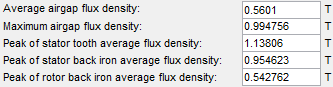 Average airgap flux density: 0.5601 T
Maximum airgap flux density: 0.994756 T
Peak of stator tooth average flux density: 1.13806 T
Peak of stator back iron average flux density: 0.954623 T
Peak of rotor back iron average flux density: 0.542762 T